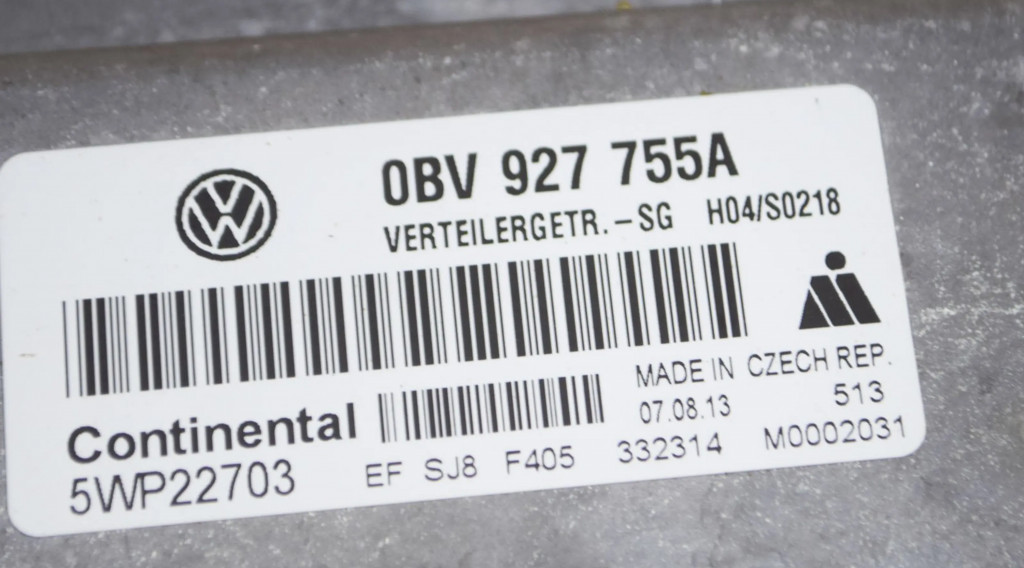 0BV 927 755A
VERTEILERGETR.-SG H04/S0218
MADE IN CZECH REP.
07.08.13 513
Continental
5WP22703 EF SJ8 F405 332314 M0002031